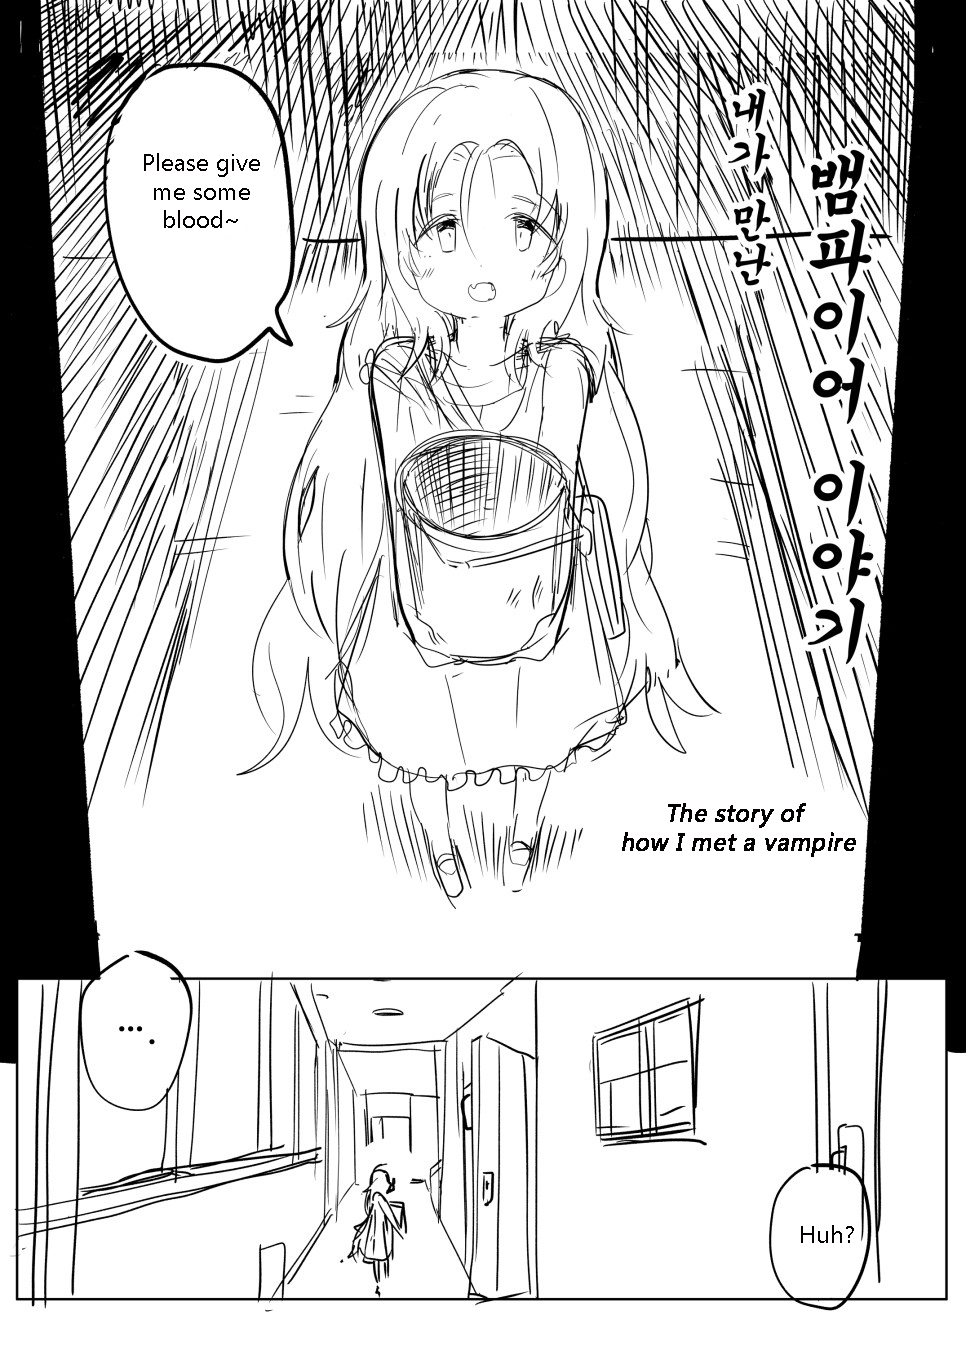 Please give
me some
blood~
내가 만난
뱀파이어 이야기
The story of
how I met a vampire
....
Huh?